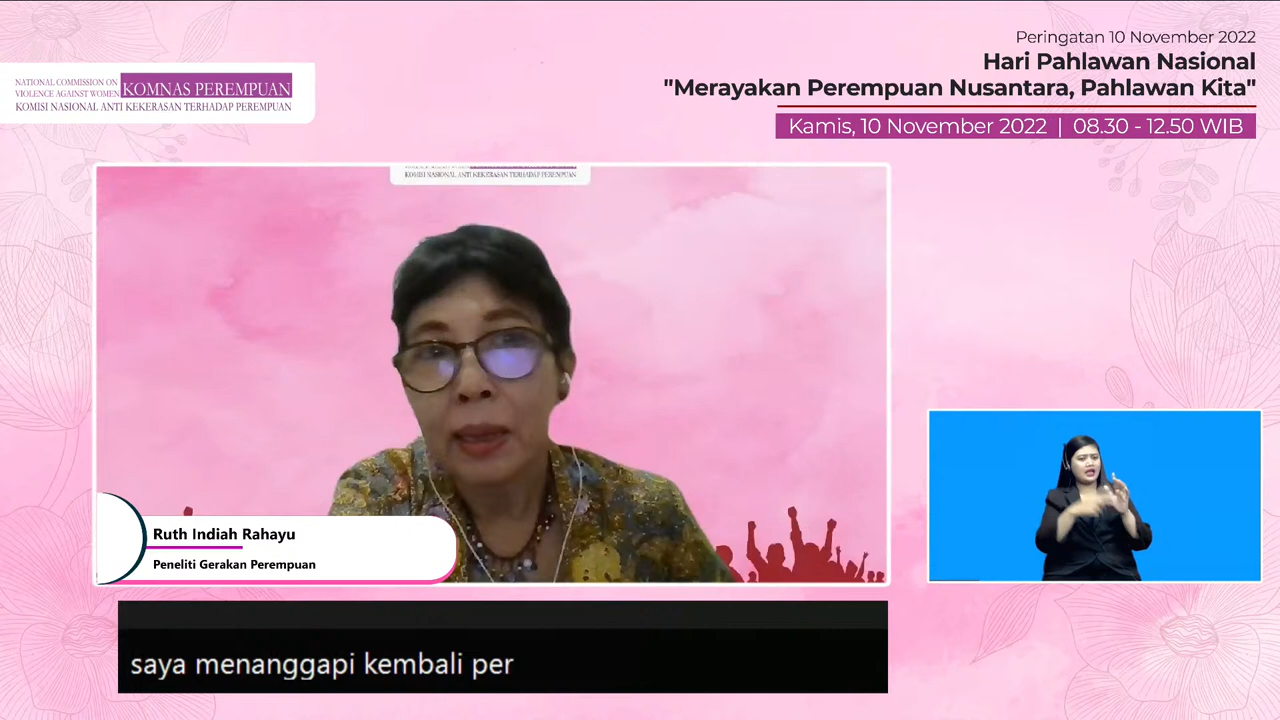 Peringatan 10 November 2022
Hari Pahlawan Nasional
"Merayakan Perempuan Nusantara, Pahlawan Kita"
Kamis, 10 November 2022 | 08.30 - 12.50 WIB
NATIONAL COMMISSION ON
VIOLENCE AGAINST WOMEN
KOMNAS PEREMPUAN
KOMISI NASIONAL ANTI KEKERASAN TERHADAP PEREMPUAN
KOMISI NASIONAL ANTI KEKERASAN TERHADAP PEREMPUAN
Ruth Indiah Rahayu
Peneliti Gerakan Perempuan
saya menanggapi kembali per